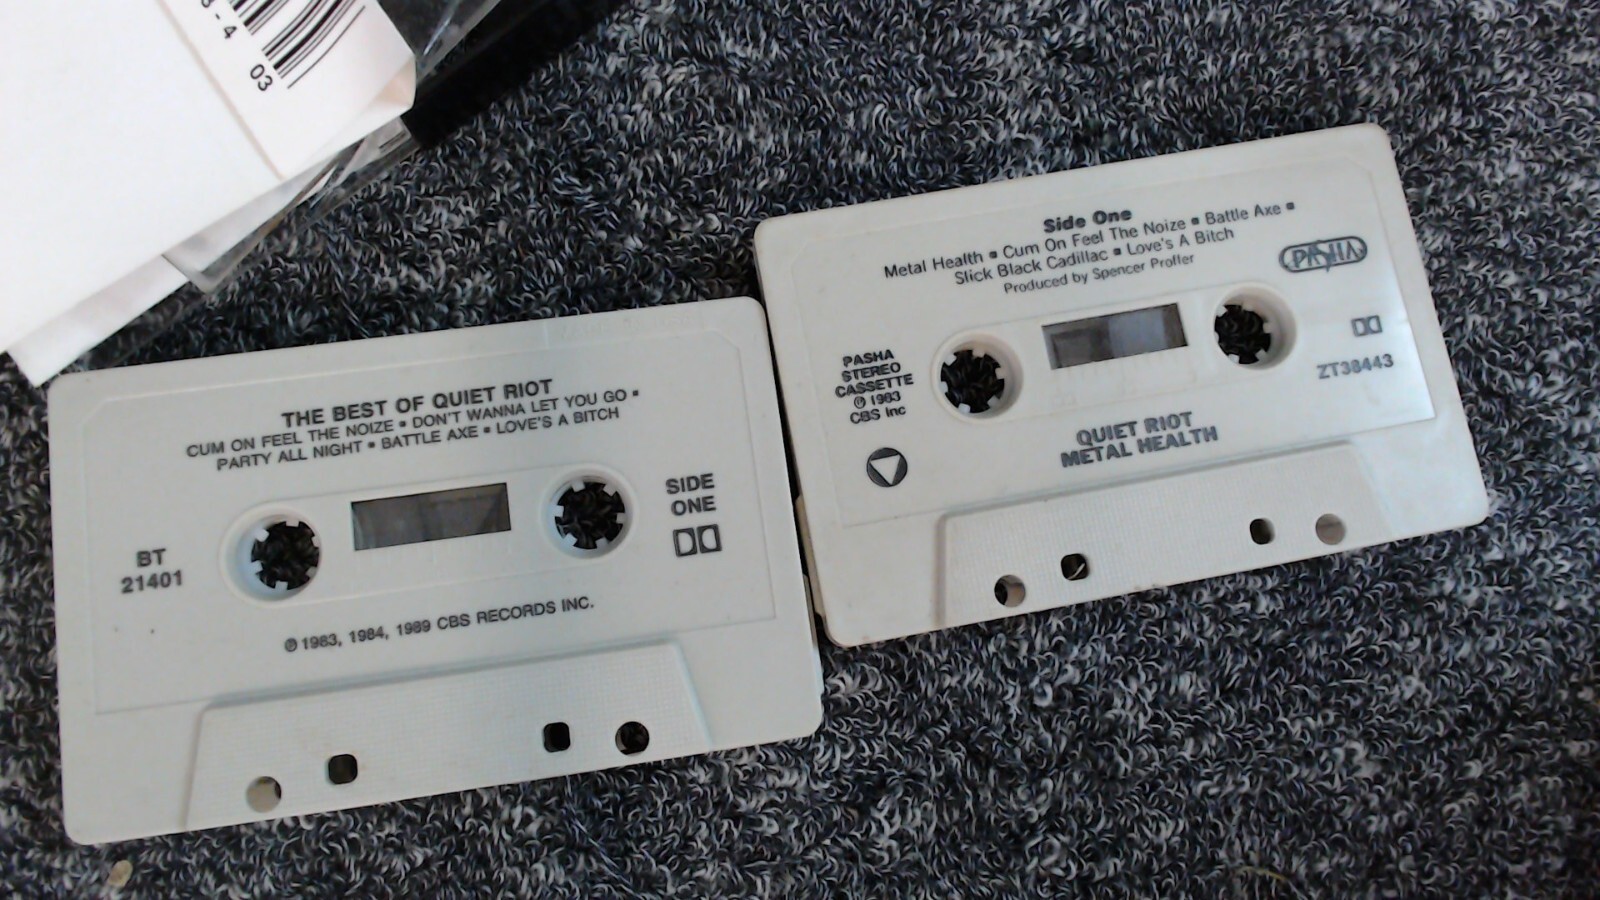 3-4
03
THE BEST OF QUIET RIOT
CUM ON FEEL THE NOIZE ▪ DON'T WANNA LET YOU GO ▪
PARTY ALL NIGHT ▪ BATTLE AXE ▪ LOVE'S A BITCH
SIDE
ONE
BT
21401
℗ 1983, 1984, 1989 CBS RECORDS INC.
Side One
Metal Health ▪ Cum On Feel The Noize ▪ Battle Axe ▪
Slick Black Cadillac ▪ Love's A Bitch
Produced by Spencer Proffer
PASHA
PASHA
STEREO
CASSETTE
℗ 1983
CBS Inc
ZT38443
QUIET RIOT
METAL HEALTH